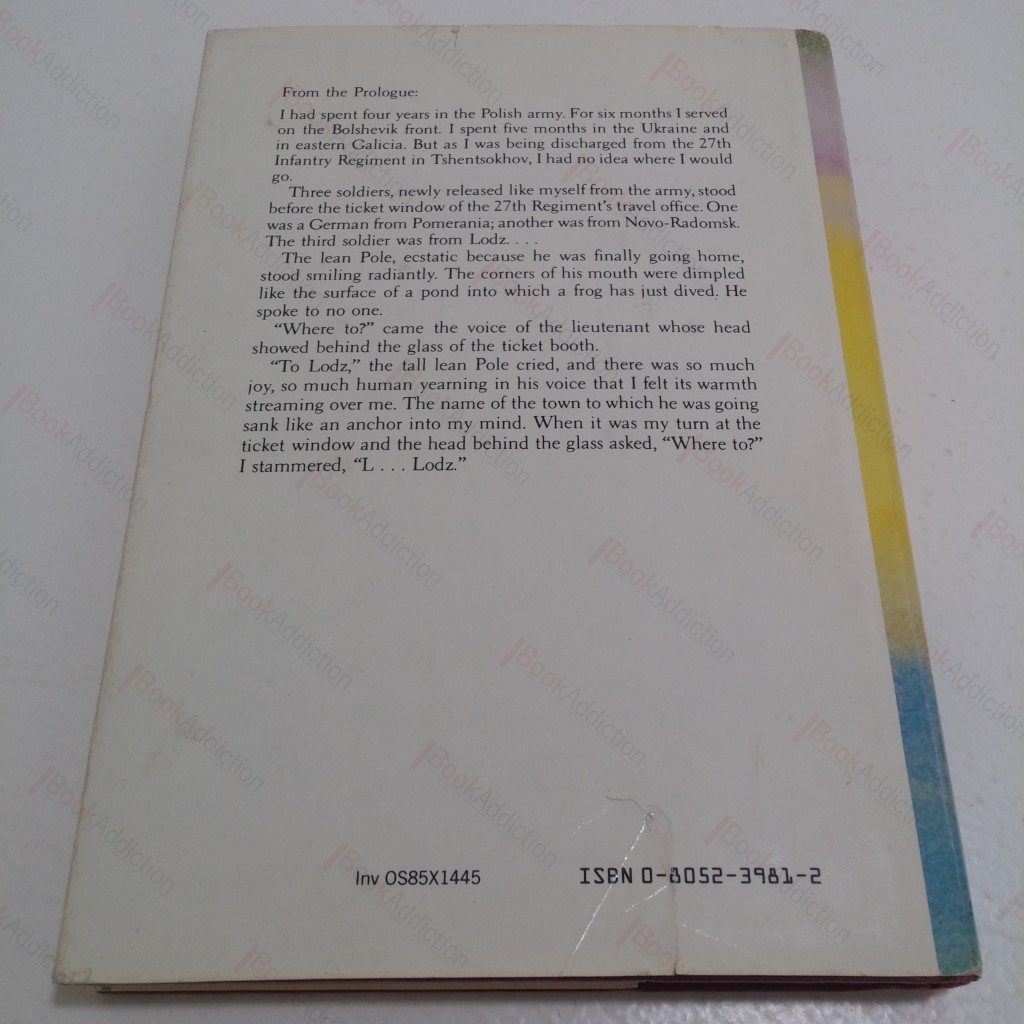 From the Prologue:
I had spent four years in the Polish army. For six months I served
on the Bolshevik front. I spent five months in the Ukraine and
in eastern Galicia. But as I was being discharged from the 27th
Infantry Regiment in Tshentsokhov, I had no idea where I would
go.
Three soldiers, newly released like myself from the army, stood
before the ticket window of the 27th Regiment's travel office. One
was a German from Pomerania; another was from Novo-Radomsk.
The third soldier was from Lodz. . . .
The lean Pole, ecstatic because he was finally going home,
stood smiling radiantly. The corners of his mouth were dimpled
like the surface of a pond into which a frog has just dived. He
spoke to no one.
"Where to?" came the voice of the lieutenant whose head
showed behind the glass of the ticket booth.
"To Lodz," the tall lean Pole cried, and there was so much
joy, so much human yearning in his voice that I felt its warmth
streaming over me. The name of the town to which he was going
sank like an anchor into my mind. When it was my turn at the
ticket window and the head behind the glass asked, "Where to?"
I stammered, "L . . . Lodz."
Inv OS85X1445
ISBN 0-8052-3981-2
BookAddiction